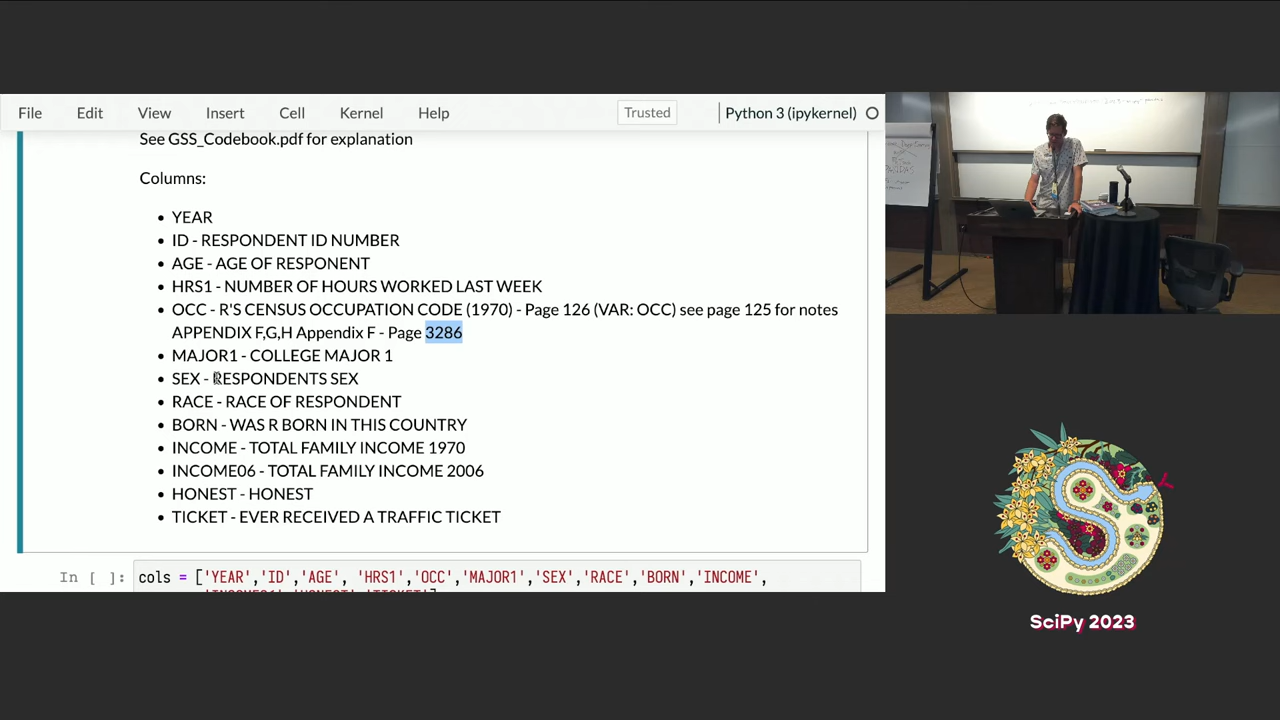 File Edit View Insert Cell Kernel Help Trusted Python 3 (ipykernel)
See GSS_Codebook.pdf for explanation
Columns:
• YEAR
• ID - RESPONDENT ID NUMBER
• AGE - AGE OF RESPONENT
• HRS1 - NUMBER OF HOURS WORKED LAST WEEK
• OCC - R'S CENSUS OCCUPATION CODE (1970) - Page 126 (VAR: OCC) see page 125 for notes
APPENDIX F,G,H Appendix F - Page 3286
• MAJOR1 - COLLEGE MAJOR 1
• SEX - RESPONDENTS SEX
• RACE - RACE OF RESPONDENT
• BORN - WAS R BORN IN THIS COUNTRY
• INCOME - TOTAL FAMILY INCOME 1970
• INCOME06 - TOTAL FAMILY INCOME 2006
• HONEST - HONEST
• TICKET - EVER RECEIVED A TRAFFIC TICKET
In [ ]: cols = ['YEAR','ID','AGE', 'HRS1','OCC','MAJOR1','SEX','RACE','BORN','INCOME',
SciPy 2023